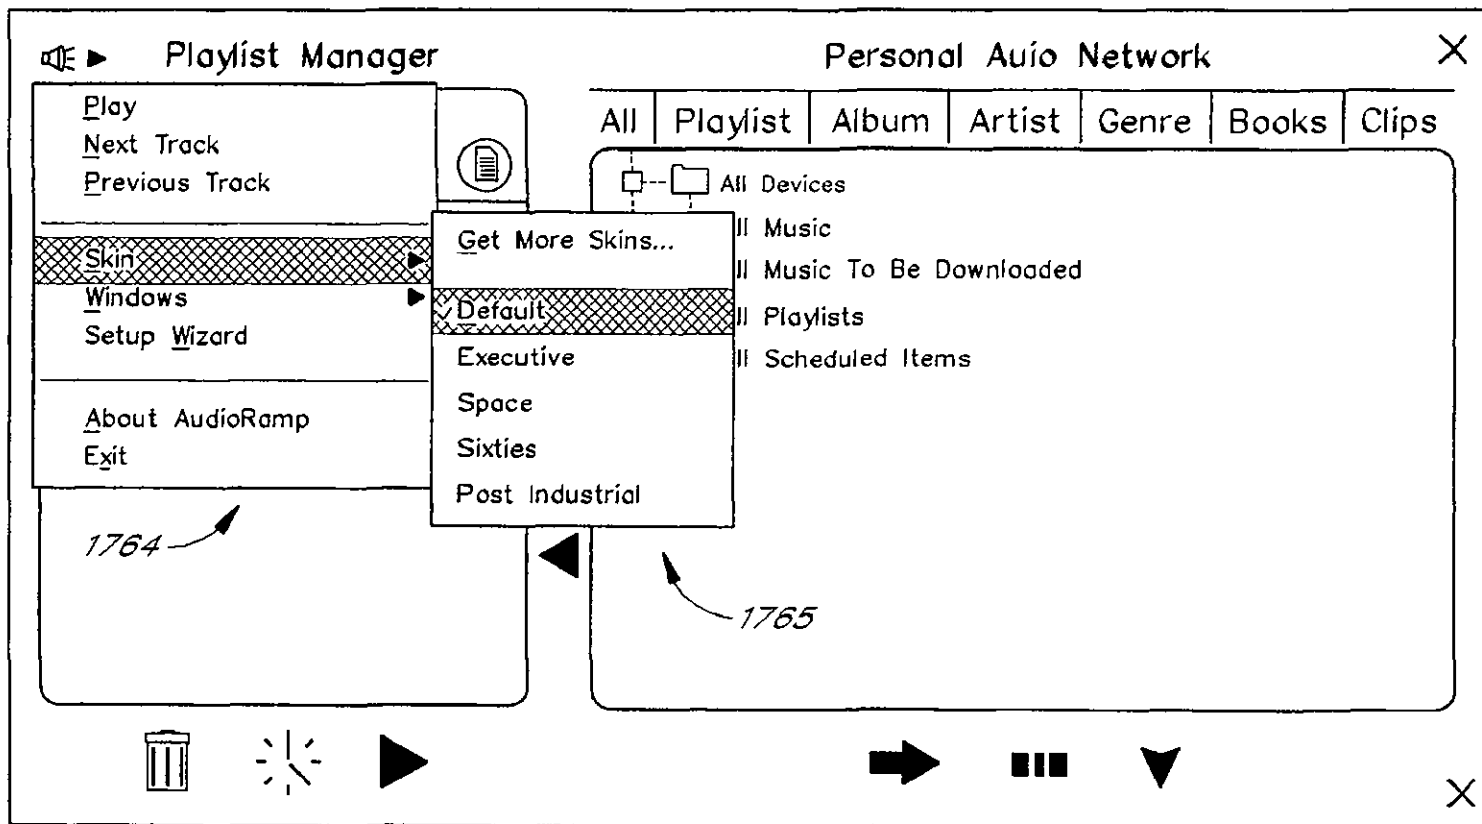 Playlist Manager
Personal Auio Network
X
Play
Next Track
Previous Track
Skin
Windows
Setup Wizard
About AudioRamp
Exit
Get More Skins...
Default
Executive
Space
Sixties
Post Industrial
All Playlist Album Artist Genre Books Clips
All Devices
ll Music
ll Music To Be Downloaded
ll Playlists
ll Scheduled Items
1764
1765
X